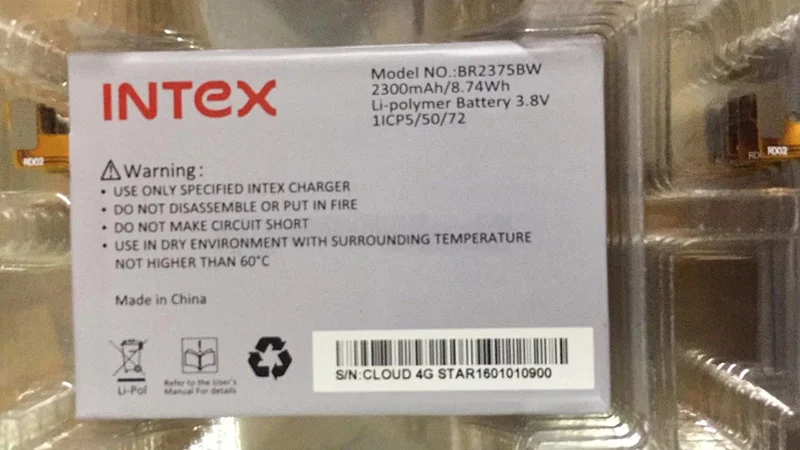 INTEX
Model NO.:BR2375BW
2300mAh/8.74Wh
Li-polymer Battery 3.8V
1ICP5/50/72
Warning:
• USE ONLY SPECIFIED INTEX CHARGER
• DO NOT DISASSEMBLE OR PUT IN FIRE
• DO NOT MAKE CIRCUIT SHORT
• USE IN DRY ENVIRONMENT WITH SURROUNDING TEMPERATURE
NOT HIGHER THAN 60°C
Made in China
Li-Pol
Refer to the User's
Manual For details
S/N:CLOUD 4G STAR1601010900
RD02
RD02